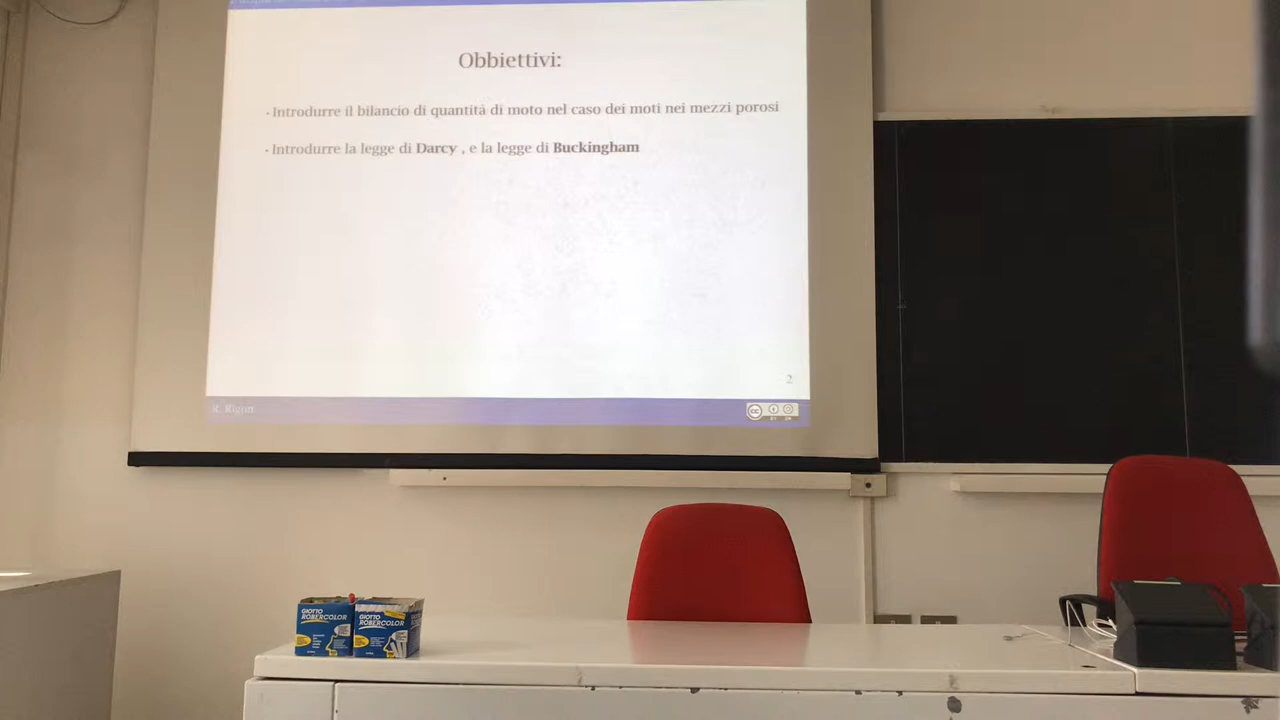 Obbiettivi:
- Introdurre il bilancio di quantità di moto nel caso dei moti nei mezzi porosi
- Introdurre la legge di Darcy , e la legge di Buckingham
2
cc
GIOTTO
ROBERCOLOR
GIOTTO
ROBERCOLOR